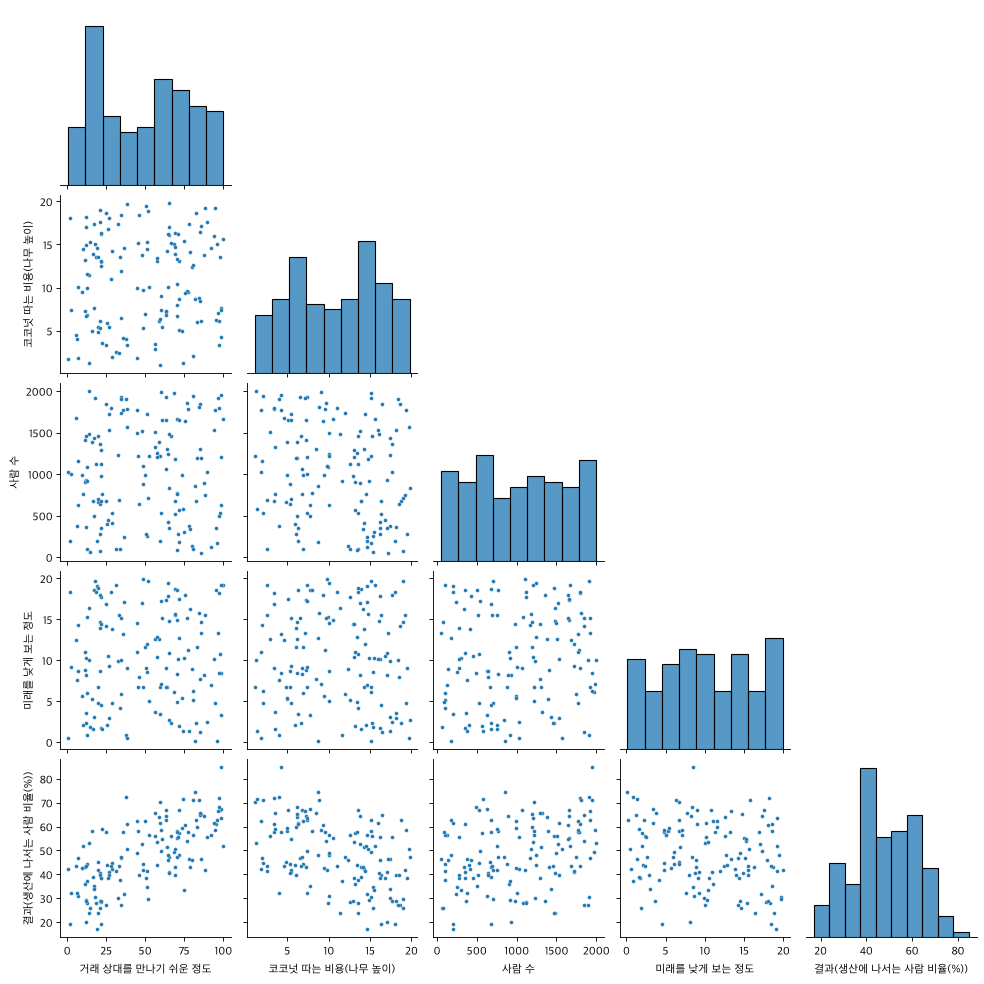 코코넛 따는 비용(나무 높이)
20
15
10
5
사람 수
2000
1500
1000
500
0
미래를 낮게 보는 정도
20
15
10
5
0
결과(생산에 나서는 사람 비율(%))
80
70
60
50
40
30
20
0 50 100
5 10 15 20
0 500 1000 1500 2000
0 5 10 15 20
20 40 60 80
거래 상대를 만나기 쉬운 정도
코코넛 따는 비용(나무 높이)
사람 수
미래를 낮게 보는 정도
결과(생산에 나서는 사람 비율(%))